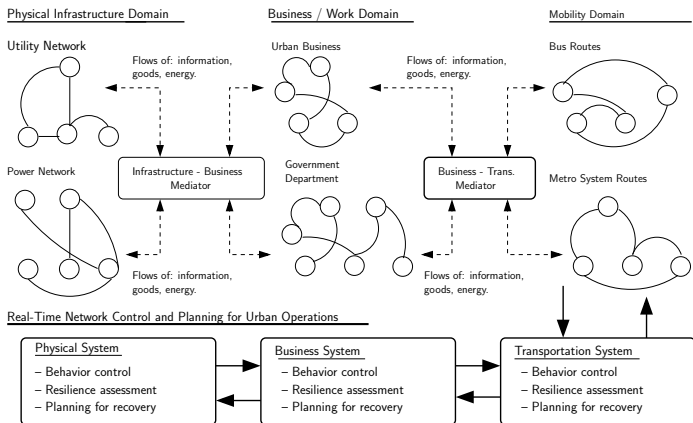 Physical Infrastructure Domain
Business / Work Domain
Mobility Domain
Utility Network
Flows of: information,
goods, energy.
Urban Business
Flows of: information,
goods, energy.
Bus Routes
Power Network
Infrastructure - Business
Mediator
Government
Department
Business - Trans.
Mediator
Metro System Routes
Flows of: information,
goods, energy.
Flows of: information,
goods, energy.
Real-Time Network Control and Planning for Urban Operations
Physical System
– Behavior control
– Resilience assessment
– Planning for recovery
Business System
– Behavior control
– Resilience assessment
– Planning for recovery
Transportation System
– Behavior control
– Resilience assessment
– Planning for recovery